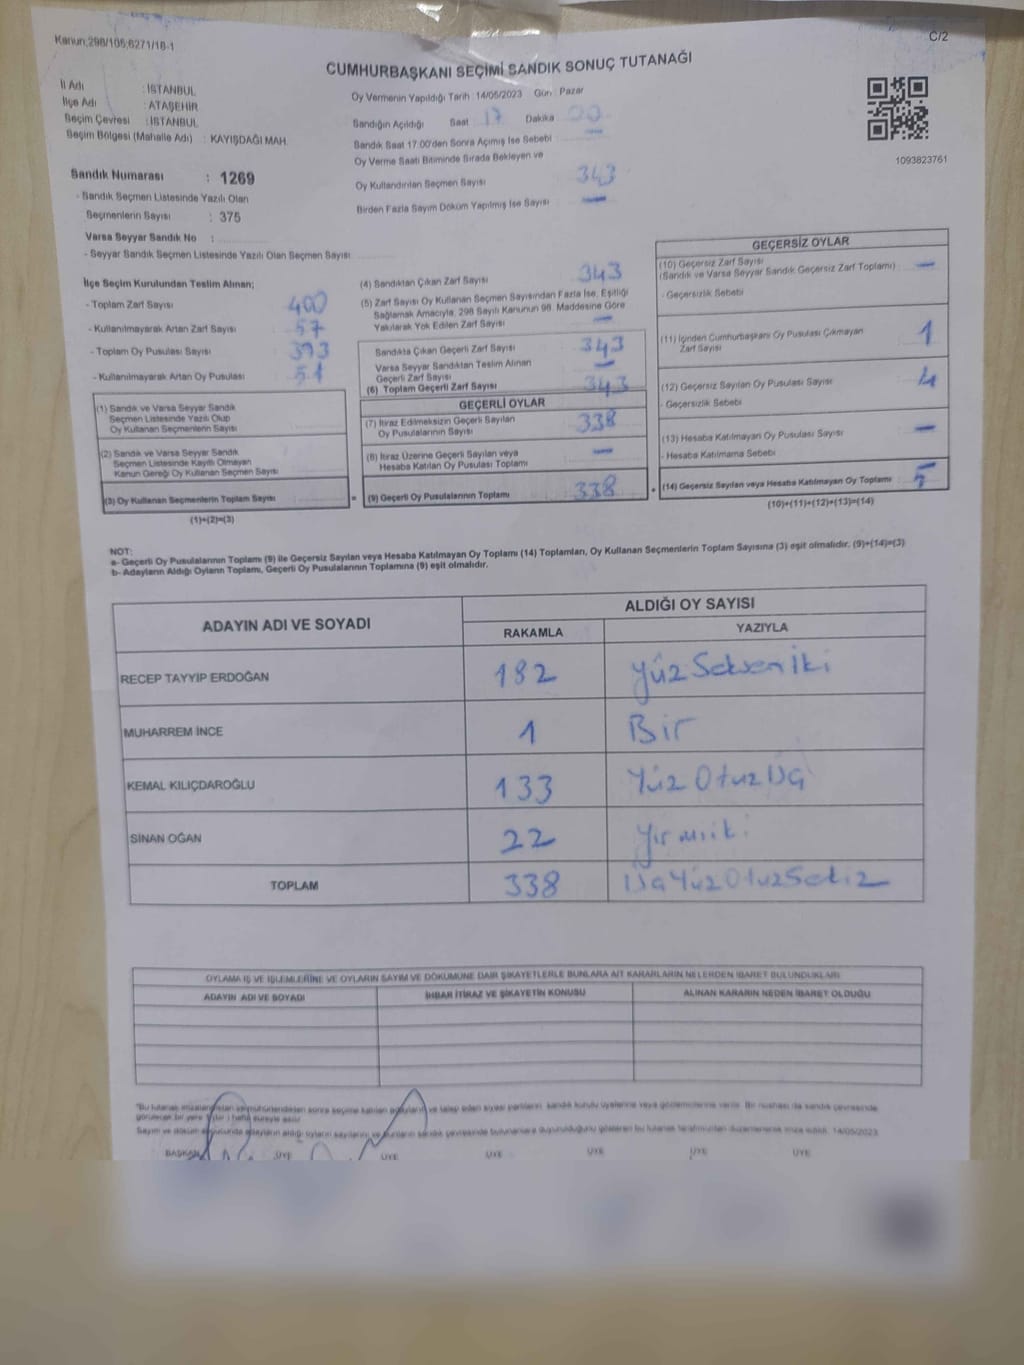 Kanun;298/105;6271/18-1
C/2
CUMHURBAŞKANI SEÇİMİ SANDIK SONUÇ TUTANAĞI
İl Adı : İSTANBUL
İlçe Adı : ATAŞEHİR
Seçim Çevresi : İSTANBUL
Seçim Bölgesi (Mahalle Adı) : KAYIŞDAĞI MAH.
Sandık Numarası : 1269
- Sandık Seçmen Listesinde Yazılı Olan
Seçmenlerin Sayısı : 375
Varsa Seyyar Sandık No :
- Seyyar Sandık Seçmen Listesinde Yazılı Olan Seçmen Sayısı
Oy Vermenin Yapıldığı Tarih : 14/05/2023 Gün : Pazar
Sandığın Açıldığı Saat : 17 Dakika : 00
Sandık Saat 17:00'den Sonra Açımış İse Sebebi
Oy Verme Saati Bitiminde Sırada Bekleyen ve
Oy Kullandırılan Seçmen Sayısı 343
Birden Fazla Sayım Döküm Yapılmış İse Sayısı —
1093823761
İlçe Seçim Kurulundan Teslim Alınan;
- Toplam Zarf Sayısı 400
- Kullanılmayarak Artan Zarf Sayısı 57
- Toplam Oy Pusulası Sayısı 393
- Kullanılmayarak Artan Oy Pusulası 51
(1) Sandık ve Varsa Seyyar Sandık
Seçmen Listesinde Yazılı Olup
Oy Kullanan Seçmenlerin Sayısı
(2) Sandık ve Varsa Seyyar Sandık
Seçmen Listesinde Kayıtlı Olmayan
Kanun Gereği Oy Kullanan Seçmen Sayısı
(3) Oy Kullanan Seçmenlerin Toplam Sayısı =
(1)+(2)=(3)
(4) Sandıktan Çıkan Zarf Sayısı 343
(5) Zarf Sayısı Oy Kullanan Seçmen Sayısından Fazla İse, Eşitliği
Sağlamak Amacıyla, 298 Sayılı Kanunun 98. Maddesine Göre
Yakılarak Yok Edilen Zarf Sayısı —
Sandıkta Çıkan Geçerli Zarf Sayısı 343
Varsa Seyyar Sandıktan Teslim Alınan
Geçerli Zarf Sayısı —
(6) Toplam Geçerli Zarf Sayısı 343
GEÇERLİ OYLAR
(7) İtiraz Edilmeksizin Geçerli Sayılan
Oy Pusulalarının Sayısı 338
(8) İtiraz Üzerine Geçerli Sayılan veya
Hesaba Katılan Oy Pusulası Toplamı —
(9) Geçerli Oy Pusulalarının Toplamı 338 +
GEÇERSİZ OYLAR
(10) Geçersiz Zarf Sayısı
(Sandık ve Varsa Seyyar Sandık Geçersiz Zarf Toplamı) —
- Geçersizlik Sebebi
(11) İçinden Cumhurbaşkanı Oy Pusulası Çıkmayan
Zarf Sayısı 1
(12) Geçersiz Sayılan Oy Pusulası Sayısı 4
- Geçersizlik Sebebi
(13) Hesaba Katılmayan Oy Pusulası Sayısı —
- Hesaba Katılmama Sebebi
(14) Geçersiz Sayılan veya Hesaba Katılmayan Oy Toplamı 5
(10)+(11)+(12)+(13)=(14)
NOT:
a- Geçerli Oy Pusulalarının Toplamı (9) ile Geçersiz Sayılan veya Hesaba Katılmayan Oy Toplamı (14) Toplamları, Oy Kullanan Seçmenlerin Toplam Sayısına (3) eşit olmalıdır. (9)+(14)=(3)
b- Adayların Aldığı Oyların Toplamı, Geçerli Oy Pusulalarının Toplamına (9) eşit olmalıdır.
ADAYIN ADI VE SOYADI
ALDIĞI OY SAYISI
RAKAMLA YAZIYLA
RECEP TAYYİP ERDOĞAN 182 Yüz Seksen İki
MUHARREM İNCE 1 Bir
KEMAL KILIÇDAROĞLU 133 Yüz Otuz Üç
SİNAN OĞAN 22 Yirmiiki
TOPLAM 338 Üç Yüz Otuz Sekiz
OYLAMA İŞ VE İŞLEMLERİNE VE OYLARIN SAYIM VE DÖKÜMÜNE DAİR ŞİKAYETLERLE BUNLARA AİT KARARLARIN NELERDEN İBARET BULUNDUKLARI
ADAYIN ADI VE SOYADI İHBAR İTİRAZ VE ŞİKAYETİN KONUSU ALINAN KARARIN NEDEN İBARET OLDUĞU
BAŞKAN ÜYE ÜYE ÜYE ÜYE ÜYE ÜYE